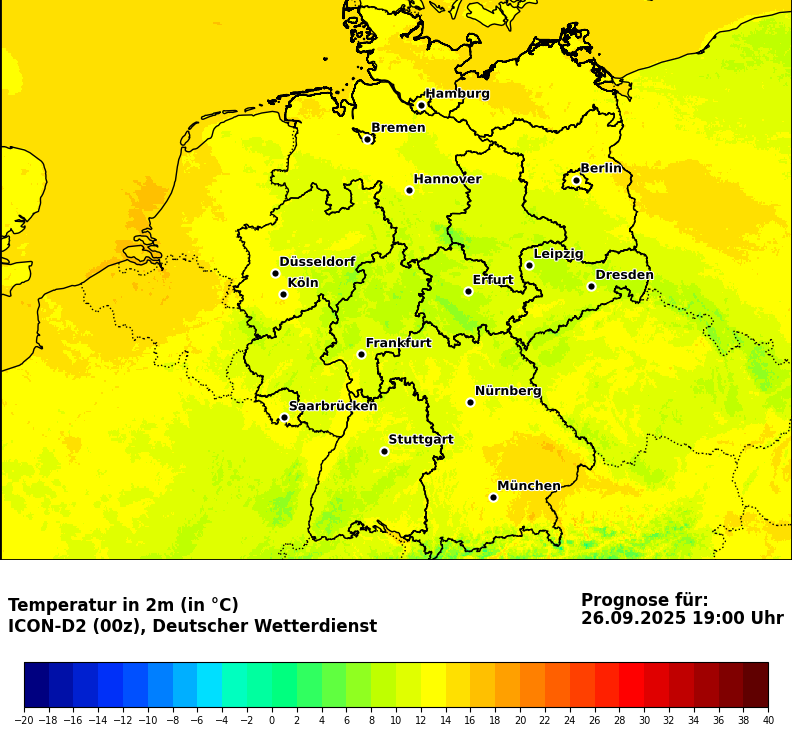 Hamburg
Bremen
Berlin
Hannover
Leipzig
Düsseldorf
Dresden
Köln
Erfurt
Frankfurt
Nürnberg
Saarbrücken
Stuttgart
München
Temperatur in 2m (in °C)
ICON-D2 (00z), Deutscher Wetterdienst
Prognose für:
26.09.2025 19:00 Uhr
−20 −18 −16 −14 −12 −10 −8 −6 −4 −2 0 2 4 6 8 10 12 14 16 18 20 22 24 26 28 30 32 34 36 38 40